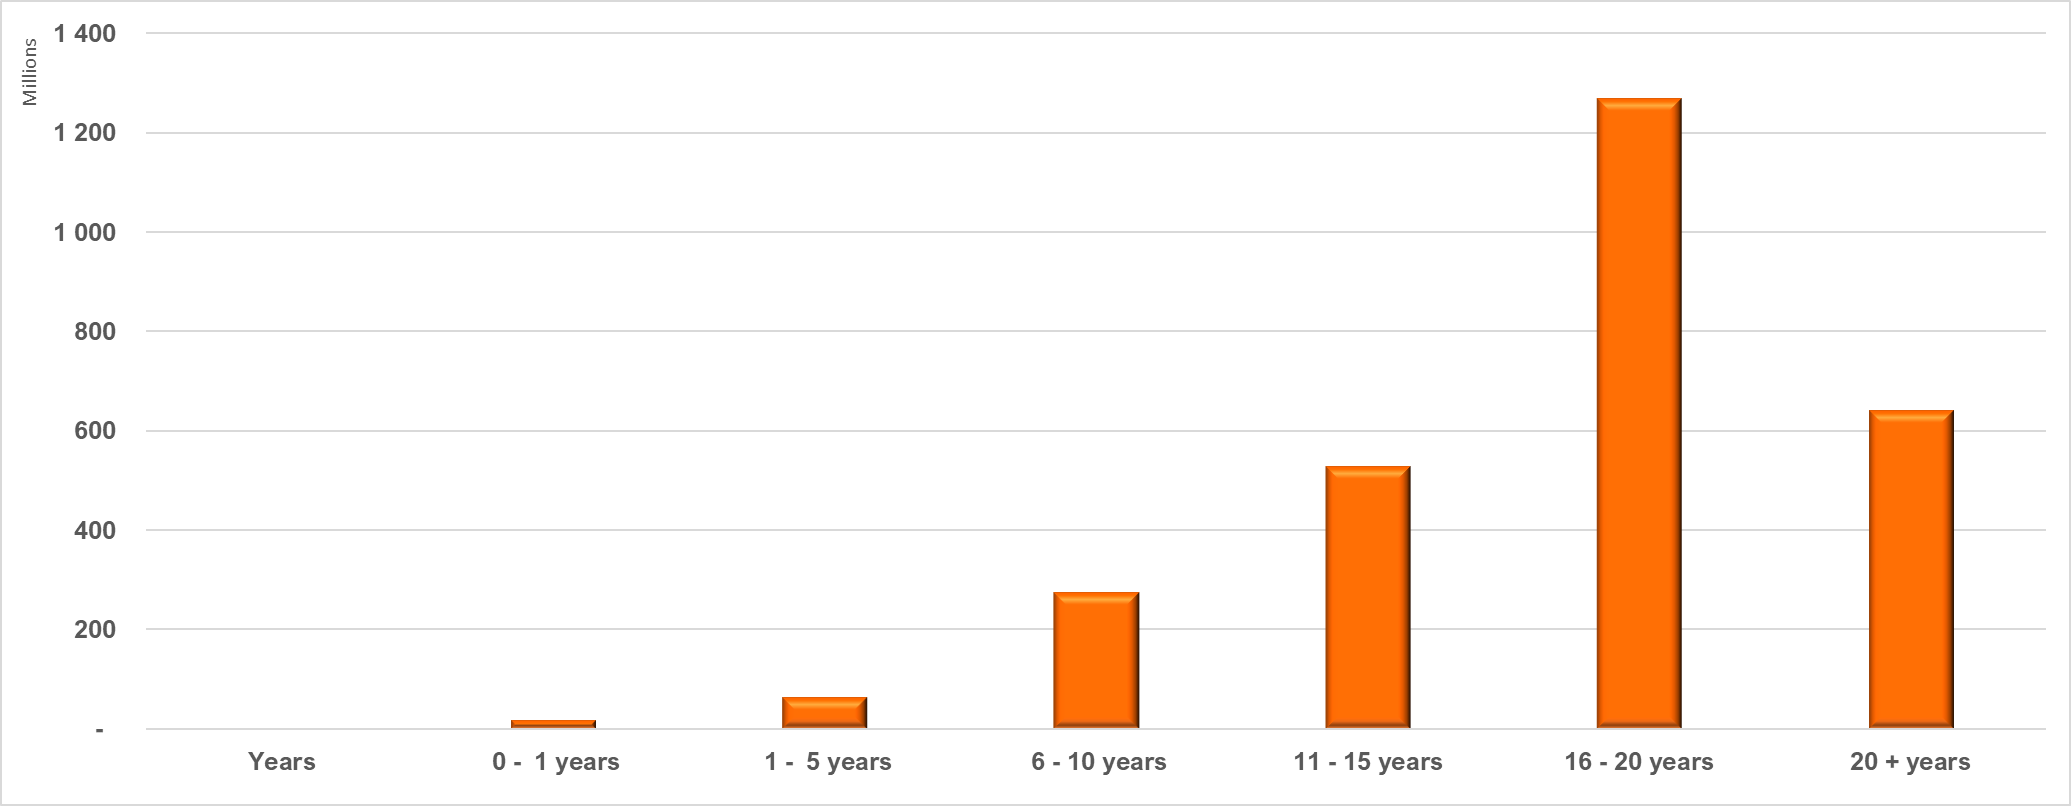 Millions
1 400
1 200
1 000
800
600
400
200
-
Years
0 -  1 years
1 -  5 years
6 - 10 years
11 - 15 years
16 - 20 years
20 + years